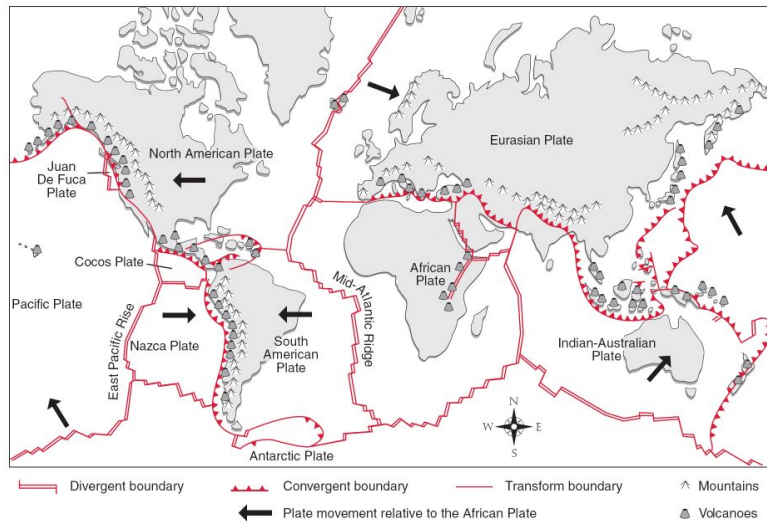 Eurasian Plate
North American Plate
Juan
De Fuca
Plate
Cocos Plate
African
Plate
Pacific Plate
East Pacific Rise
Nazca Plate
South
American
Plate
Mid-Atlantic Ridge
Indian-Australian
Plate
N
W E
S
Antarctic Plate
Divergent boundary
Convergent boundary
Transform boundary
Mountains
Plate movement relative to the African Plate
Volcanoes